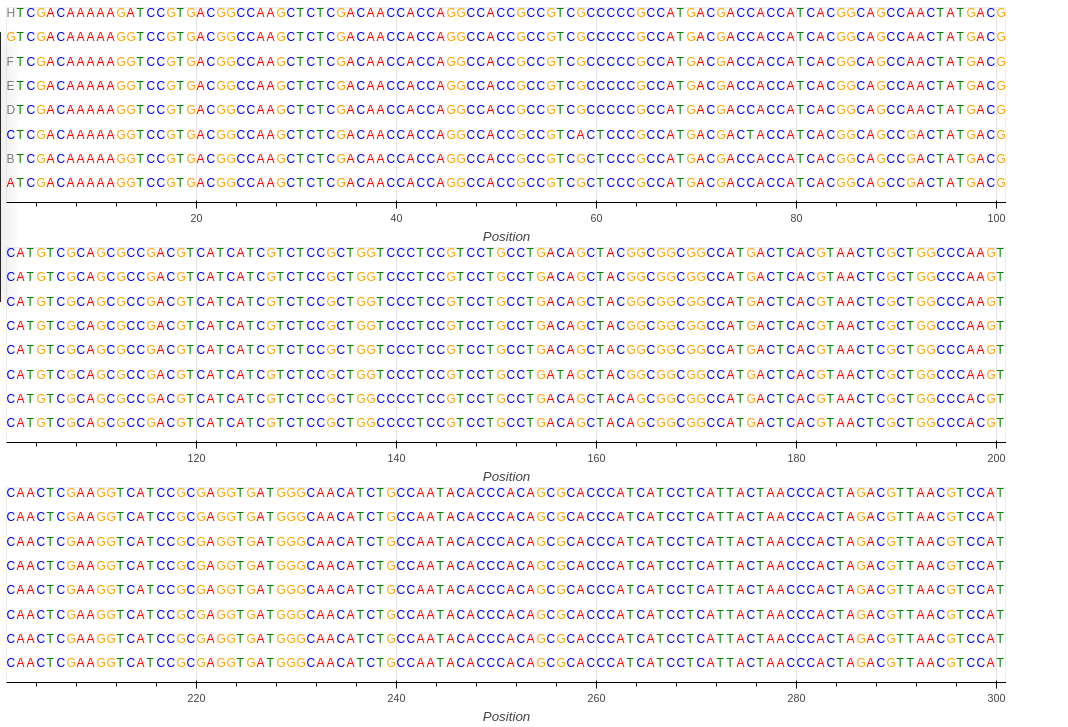 HTCGACAAAAAGATCCGTGACGGCCAAGCTCTCGACAACCACCAGGCCACCGCCGTCGCCCCCGCCATGACGACCACCATCACGGCAGCCAACTATGACG
GTCGACAAAAAGGTCCGTGACGGCCAAGCTCTCGACAACCACCAGGCCACCGCCGTCGCCCCCGCCATGACGACCACCATCACGGCAGCCAACTATGACG
FTCGACAAAAAGGTCCGTGACGGCCAAGCTCTCGACAACCACCAGGCCACCGCCGTCGCCCCCGCCATGACGACCACCATCACGGCAGCCAACTATGACG
ETCGACAAAAAGGTCCGTGACGGCCAAGCTCTCGACAACCACCAGGCCACCGCCGTCGCCCCCGCCATGACGACCACCATCACGGCAGCCAACTATGACG
DTCGACAAAAAGGTCCGTGACGGCCAAGCTCTCGACAACCACCAGGCCACCGCCGTCGCCCCCGCCATGACGACCACCATCACGGCAGCCAACTATGACG
CTCGACAAAAAGGTCCGTGACGGCCAAGCTCTCGACAACCACCAGGCCACCGCCGTCACTCCCGCCATGACGACTACCATCACGGCAGCCGACTATGACG
BTCGACAAAAAGGTCCGTGACGGCCAAGCTCTCGACAACCACCAGGCCACCGCCGTCGCTCCCGCCATGACGACCACCATCACGGCAGCCGACTATGACG
ATCGACAAAAAGGTCCGTGACGGCCAAGCTCTCGACAACCACCAGGCCACCGCCGTCGCTCCCGCCATGACGACCACCATCACGGCAGCCGACTATGACG
20 40 60 80 100
Position
CATGTCGCAGCGCCGACGTCATCATCGTCTCCGCTGGTCCCTCCGTCCTGCCTGACAGCTACGGCGGCGGCCATGACTCACGTAACTCGCTGGCCCAAGT
CATGTCGCAGCGCCGACGTCATCATCGTCTCCGCTGGTCCCTCCGTCCTGCCTGACAGCTACGGCGGCGGCCATGACTCACGTAACTCGCTGGCCCAAGT
CATGTCGCAGCGCCGACGTCATCATCGTCTCCGCTGGTCCCTCCGTCCTGCCTGACAGCTACGGCGGCGGCCATGACTCACGTAACTCGCTGGCCCAAGT
CATGTCGCAGCGCCGACGTCATCATCGTCTCCGCTGGTCCCTCCGTCCTGCCTGACAGCTACGGCGGCGGCCATGACTCACGTAACTCGCTGGCCCAAGT
CATGTCGCAGCGCCGACGTCATCATCGTCTCCGCTGGTCCCTCCGTCCTGCCTGACAGCTACGGCGGCGGCCATGACTCACGTAACTCGCTGGCCCAAGT
CATGTCGCAGCGCCGACGTCATCATCGTCTCCGCTGGTCCCTCCGTCCTGCCTGATAGCTACGGCGGCGGCCATGACTCACGTAACTCGCTGGCCCAAGT
CATGTCGCAGCGCCGACGTCATCATCGTCTCCGCTGGCCCCTCCGTCCTGCCTGACAGCTACAGCGGCGGCCATGACTCACGTAACTCGCTGGCCCACGT
CATGTCGCAGCGCCGACGTCATCATCGTCTCCGCTGGCCCCTCCGTCCTGCCTGACAGCTACAGCGGCGGCCATGACTCACGTAACTCGCTGGCCCACGT
120 140 160 180 200
Position
CAACTCGAAGGTCATCCGCGAGGTGATGGGCAACATCTGCCAATACACCCACAGCGCACCCATCATCCTCATTACTAACCCACTAGACGTTAACGTCCAT
CAACTCGAAGGTCATCCGCGAGGTGATGGGCAACATCTGCCAATACACCCACAGCGCACCCATCATCCTCATTACTAACCCACTAGACGTTAACGTCCAT
CAACTCGAAGGTCATCCGCGAGGTGATGGGCAACATCTGCCAATACACCCACAGCGCACCCATCATCCTCATTACTAACCCACTAGACGTTAACGTCCAT
CAACTCGAAGGTCATCCGCGAGGTGATGGGCAACATCTGCCAATACACCCACAGCGCACCCATCATCCTCATTACTAACCCACTAGACGTTAACGTCCAT
CAACTCGAAGGTCATCCGCGAGGTGATGGGCAACATCTGCCAATACACCCACAGCGCACCCATCATCCTCATTACTAACCCACTAGACGTTAACGTCCAT
CAACTCGAAGGTCATCCGCGAGGTGATGGGCAACATCTGCCAATACACCCACAGCGCACCCATCATCCTCATTACTAACCCACTAGACGTTAACGTCCAT
CAACTCGAAGGTCATCCGCGAGGTGATGGGCAACATCTGCCAATACACCCACAGCGCACCCATCATCCTCATTACTAACCCACTAGACGTTAACGTCCAT
CAACTCGAAGGTCATCCGCGAGGTGATGGGCAACATCTGCCAATACACCCACAGCGCACCCATCATCCTCATTACTAACCCACTAGACGTTAACGTCCAT
220 240 260 280 300
Position